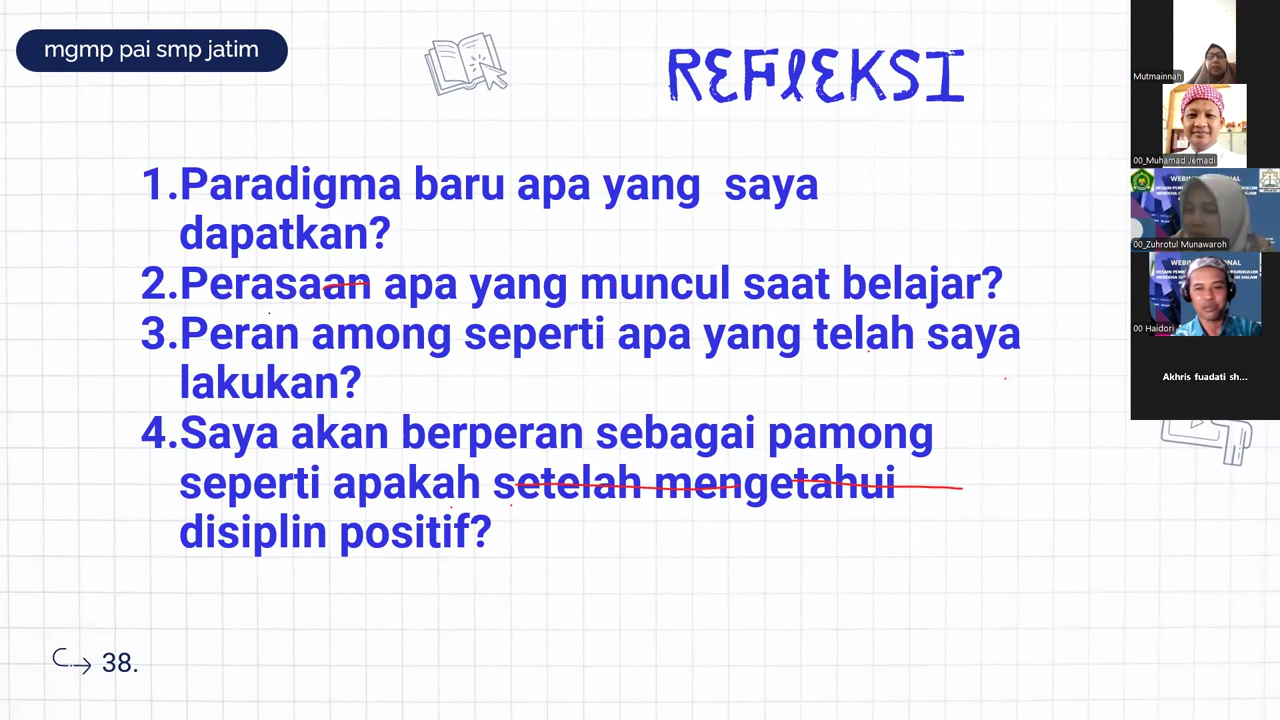 mgmp pai smp jatim
REFLEKSI
1.Paradigma baru apa yang saya
dapatkan?
2.Perasaan apa yang muncul saat belajar?
3.Peran among seperti apa yang telah saya
lakukan?
4.Saya akan berperan sebagai pamong
seperti apakah setelah mengetahui
disiplin positif?
38.
Mutmainnah
00_Muhamad Jemadi
00_Zuhrotul Munawaroh
00 Haidori
Akhris fuadati sh...